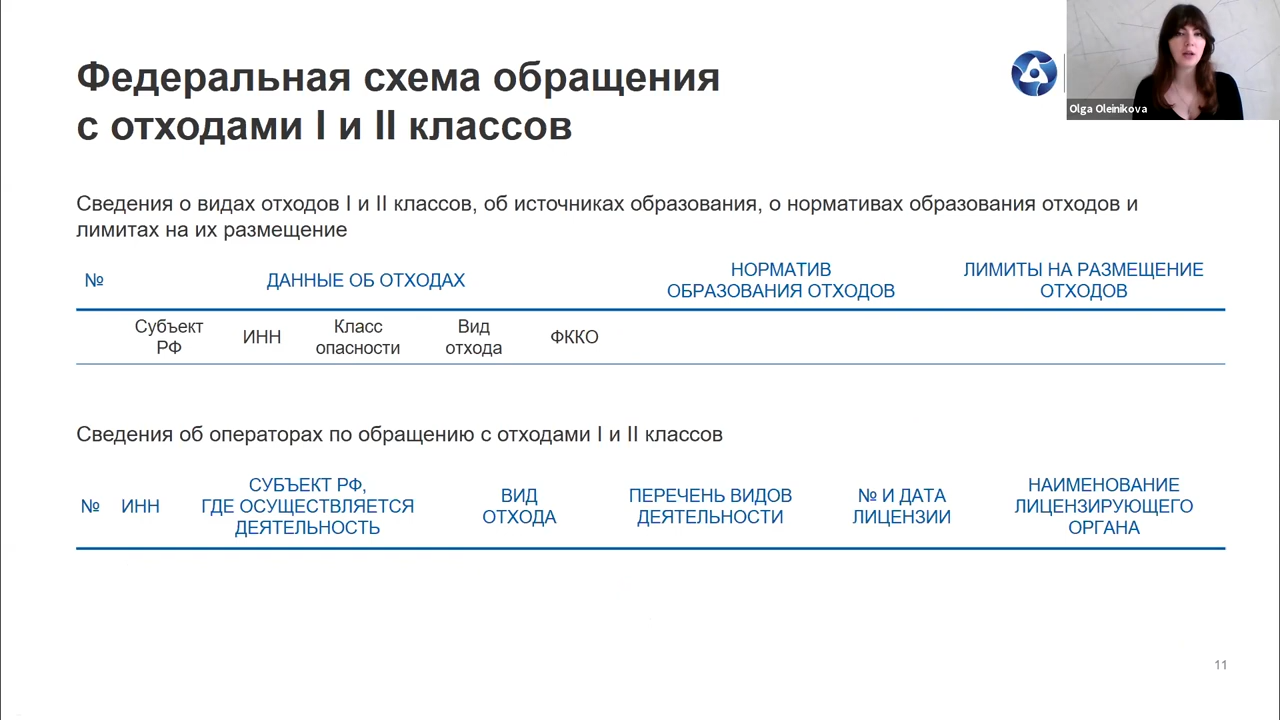 Федеральная схема обращения
с отходами I и II классов
Olga Oleinikova
Сведения о видах отходов I и II классов, об источниках образования, о нормативах образования отходов и
лимитах на их размещение
№
ДАННЫЕ ОБ ОТХОДАХ
НОРМАТИВ
ОБРАЗОВАНИЯ ОТХОДОВ
ЛИМИТЫ НА РАЗМЕЩЕНИЕ
ОТХОДОВ
Субъект
РФ
ИНН
Класс
опасности
Вид
отхода
ФККО
Сведения об операторах по обращению с отходами I и II классов
№
ИНН
СУБЪЕКТ РФ,
ГДЕ ОСУЩЕСТВЛЯЕТСЯ
ДЕЯТЕЛЬНОСТЬ
ВИД
ОТХОДА
ПЕРЕЧЕНЬ ВИДОВ
ДЕЯТЕЛЬНОСТИ
№ И ДАТА
ЛИЦЕНЗИИ
НАИМЕНОВАНИЕ
ЛИЦЕНЗИРУЮЩЕГО
ОРГАНА
11